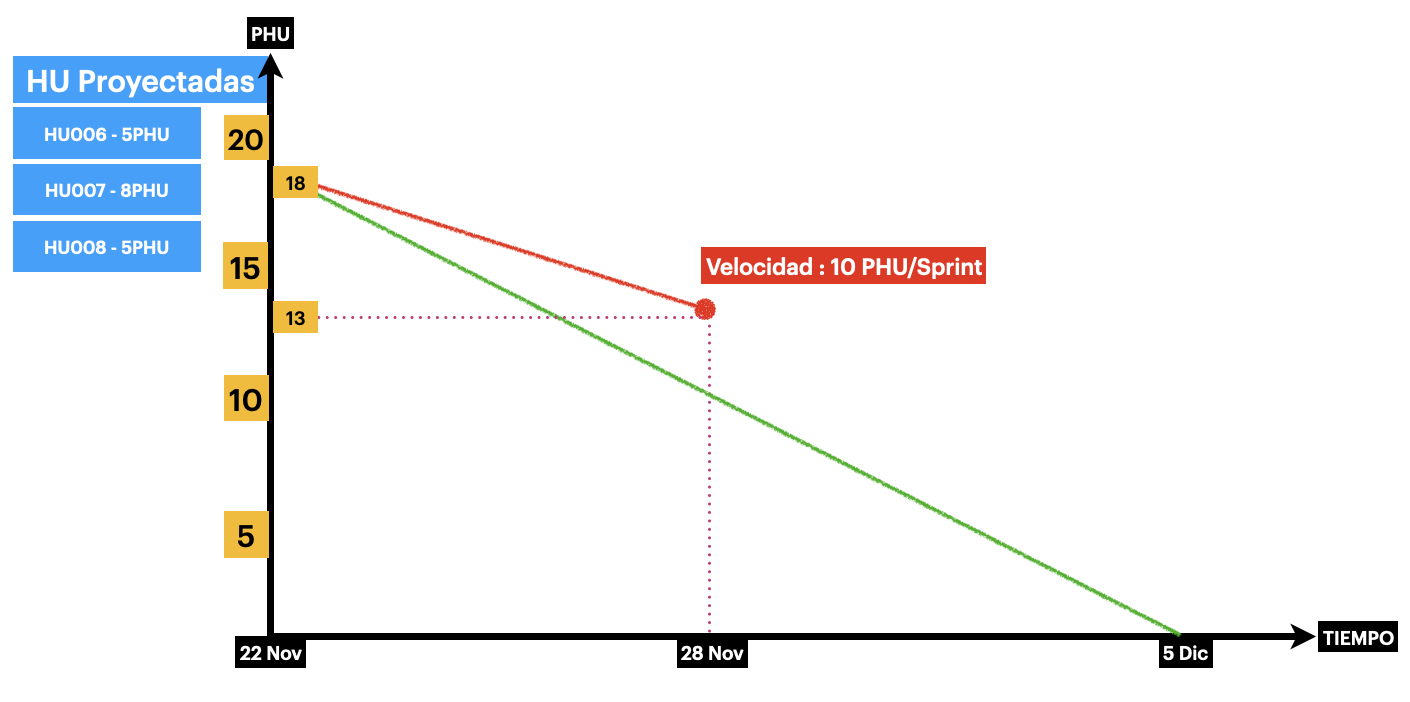 PHU
HU Proyectadas
HU006 - 5PHU
HU007 - 8PHU
HU008 - 5PHU
20
18
15
13
10
5
Velocidad : 10 PHU/Sprint
22 Nov
28 Nov
5 Dic
TIEMPO